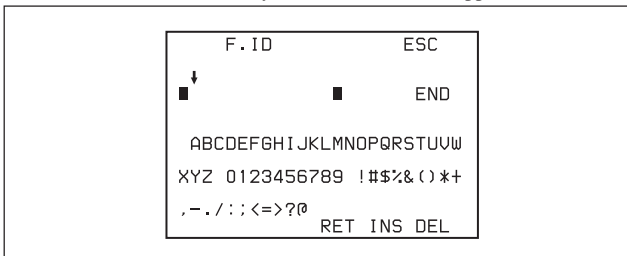 F.ID ESC
END
ABCDEFGHIJKLMNOPQRSTUVW
XYZ 0123456789 !#$%&()*+
,-./:;<=>?@
RET INS DEL